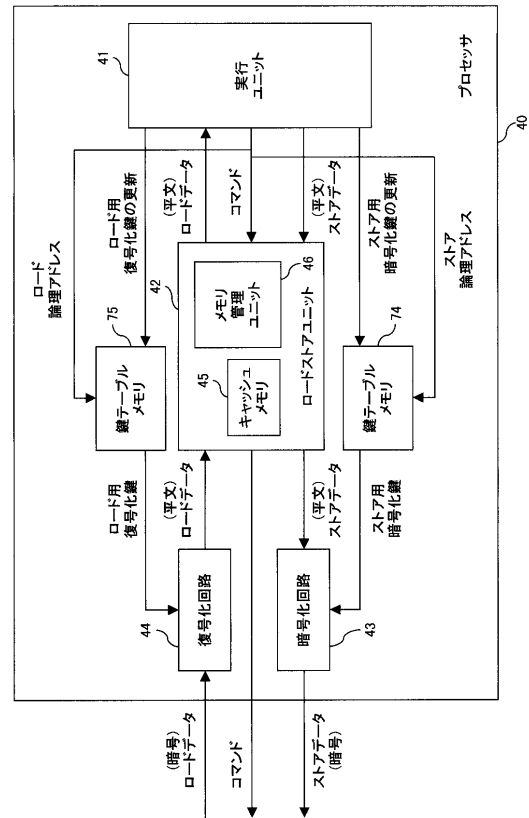 41
実行
ユニット
プロセッサ
40
ロード
論理アドレス
ロード用
復号化鍵の更新
(平文)
ロードデータ
コマンド
(平文)
ストアデータ
ストア用
暗号化鍵の更新
ストア
論理アドレス
75
鍵テーブル
メモリ
42
メモリ
管理
ユニット
46
45
キャッシュ
メモリ
ロードストアユニット
74
鍵テーブル
メモリ
ロード用
復号化鍵
(平文)
ロードデータ
(平文)
ストアデータ
ストア用
暗号化鍵
44
復号化回路
暗号化回路
43
(暗号)
ロードデータ
コマンド
ストアデータ
(暗号)